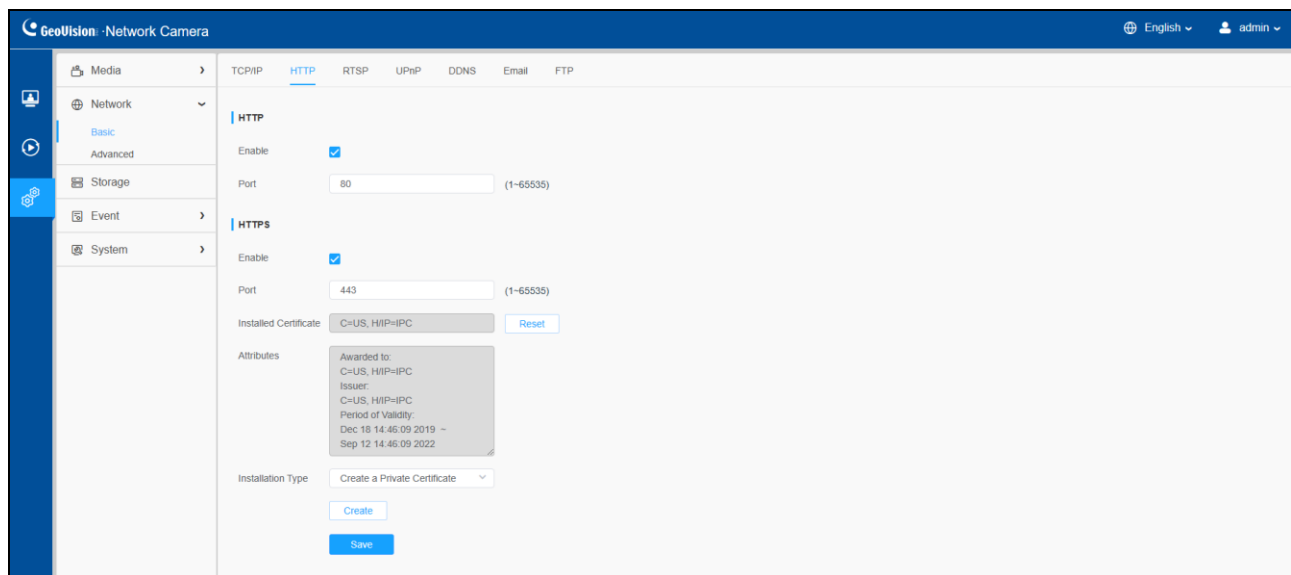 GeoVision Network Camera
English
admin
Media
Network
Basic
Advanced
Storage
Event
System
TCP/IP HTTP RTSP UPnP DDNS Email FTP
HTTP
Enable
Port 80 (1~65535)
HTTPS
Enable
Port 443 (1~65535)
Installed Certificate C=US, H/IP=IPC Reset
Attributes Awarded to:
C=US, H/IP=IPC
Issuer:
C=US, H/IP=IPC
Period of Validity:
Dec 18 14:46:09 2019 ~
Sep 12 14:46:09 2022
Installation Type Create a Private Certificate
Create
Save